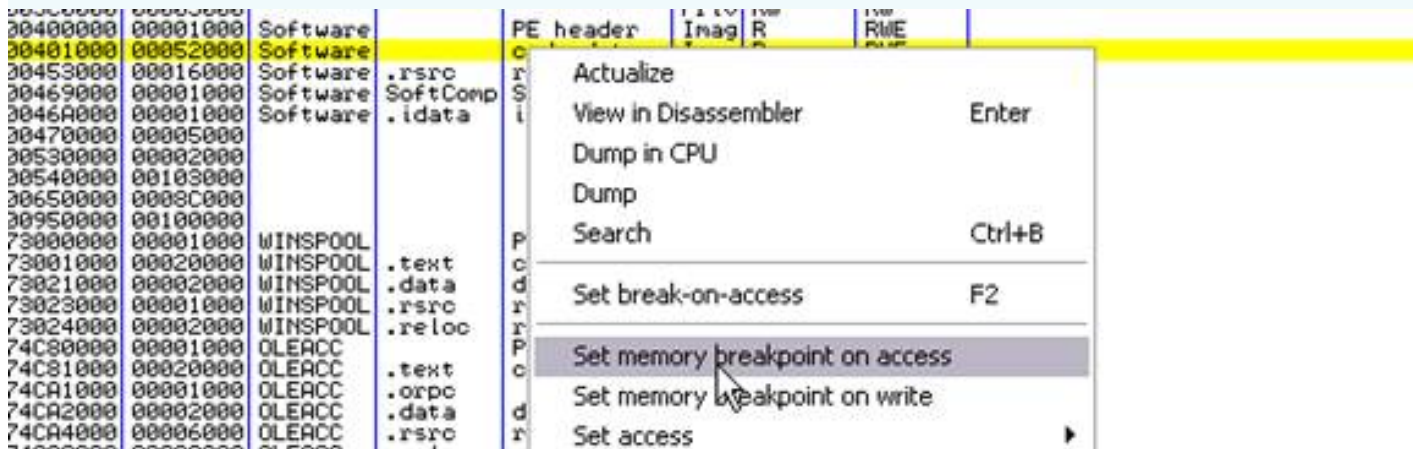 00400000 00001000 Software PE header Imag R RWE
00401000 00052000 Software
00453000 00016000 Software .rsrc r
00469000 00001000 Software SoftComp S
0046A000 00001000 Software .idata i
00470000 00005000
00530000 00002000
00540000 00103000
00650000 0008C000
00950000 00100000
73000000 00001000 WINSPOOL P
73001000 00020000 WINSPOOL .text c
73021000 00002000 WINSPOOL .data d
73023000 00001000 WINSPOOL .rsrc r
73024000 00002000 WINSPOOL .reloc r
74C80000 00001000 OLEACC P
74C81000 00020000 OLEACC .text c
74CA1000 00001000 OLEACC .orpc
74CA2000 00002000 OLEACC .data d
74CA4000 00006000 OLEACC .rsrc r
Actualize
View in Disassembler Enter
Dump in CPU
Dump
Search Ctrl+B
Set break-on-access F2
Set memory breakpoint on access
Set memory breakpoint on write
Set access